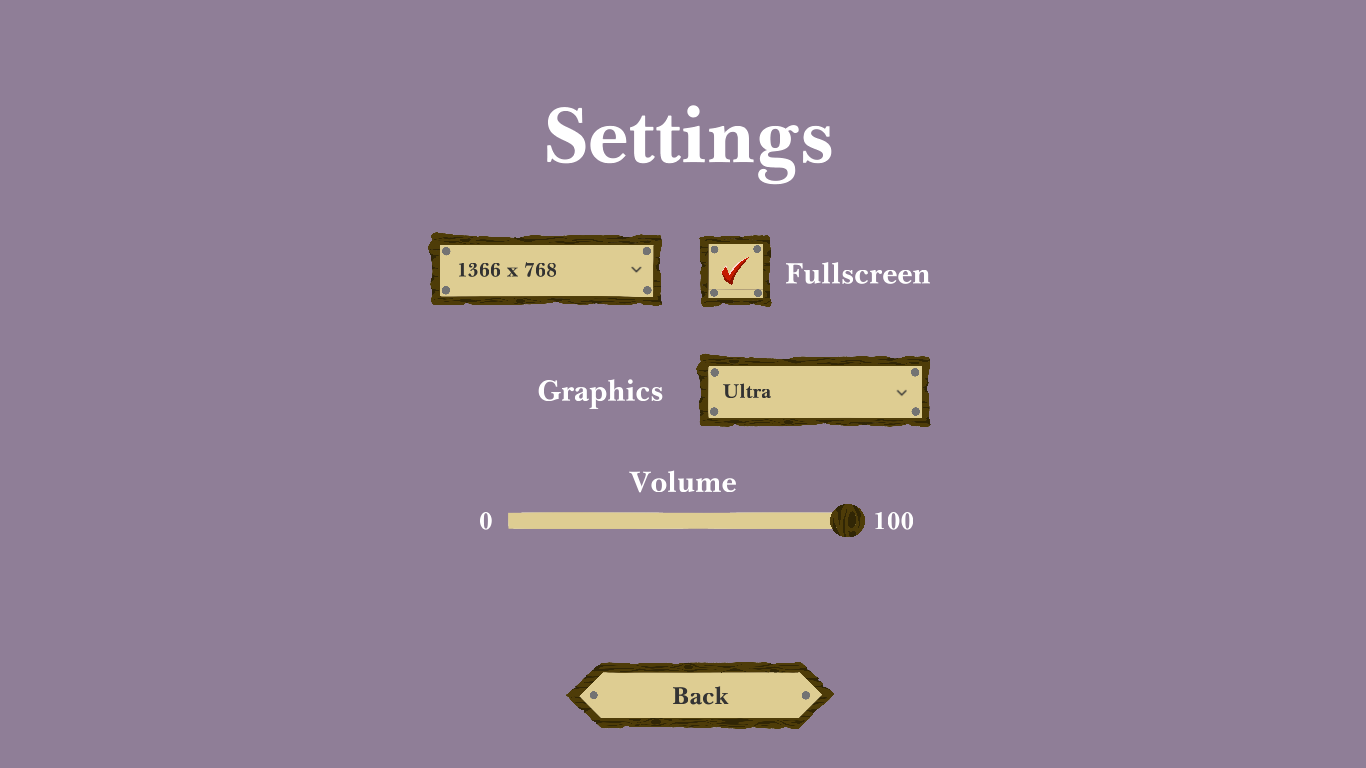 Settings
1366 x 768
Fullscreen
Graphics
Ultra
Volume
0
100
Back